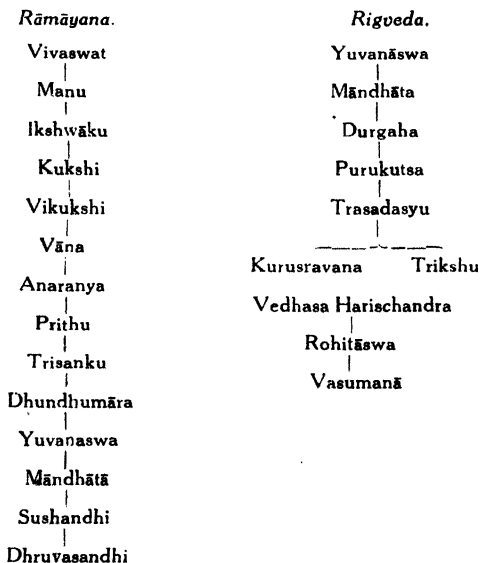 Rāmāyana.
Vivaswat
Manu
Ikshwāku
Kukshi
Vikukshi
Vāna
Anaranya
Prithu
Trisanku
Dhundhumāra
Yuvanaswa
Māndhātā
Sushandhi
Dhruvasandhi
Rigveda.
Yuvanāswa
Māndhāta
Durgaha
Purukutsa
Trasadasyu
Kurusravana Trikshu
Vedhasa Harischandra
Rohitāswa
Vasumanā